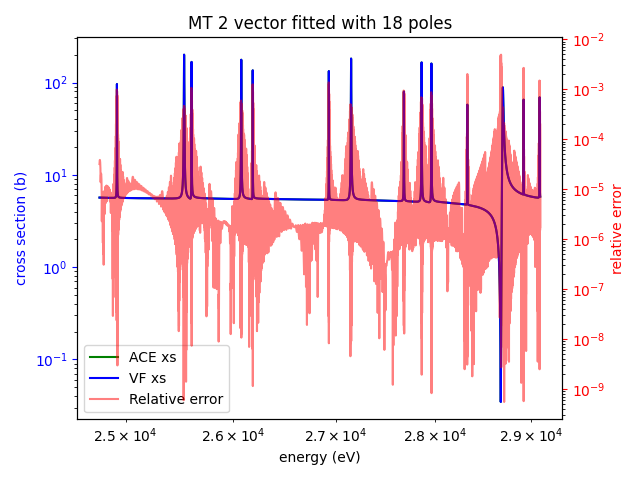 MT 2 vector fitted with 18 poles
cross section (b)
10²
10¹
10⁰
10⁻¹
10⁻²
10⁻³
10⁻⁴
10⁻⁵
10⁻⁶
10⁻⁷
10⁻⁸
10⁻⁹
relative error
ACE xs
VF xs
Relative error
2.5 × 10⁴ 2.6 × 10⁴ 2.7 × 10⁴ 2.8 × 10⁴ 2.9 × 10⁴
energy (eV)